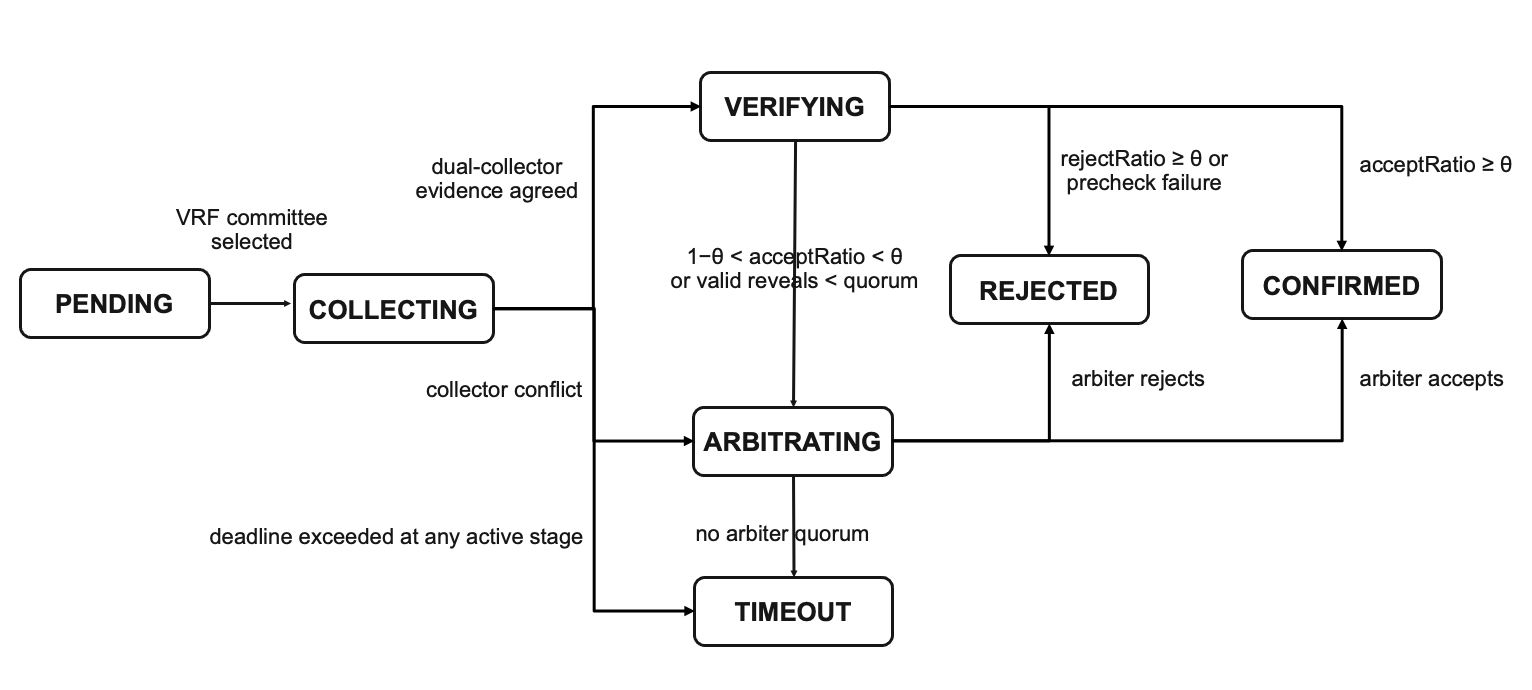 VERIFYING
dual-collector
evidence agreed
rejectRatio ≥ θ or
precheck failure
acceptRatio ≥ θ
VRF committee
selected
1−θ < acceptRatio < θ
or valid reveals < quorum
PENDING
COLLECTING
REJECTED
CONFIRMED
collector conflict
arbiter rejects
arbiter accepts
ARBITRATING
deadline exceeded at any active stage
no arbiter quorum
TIMEOUT